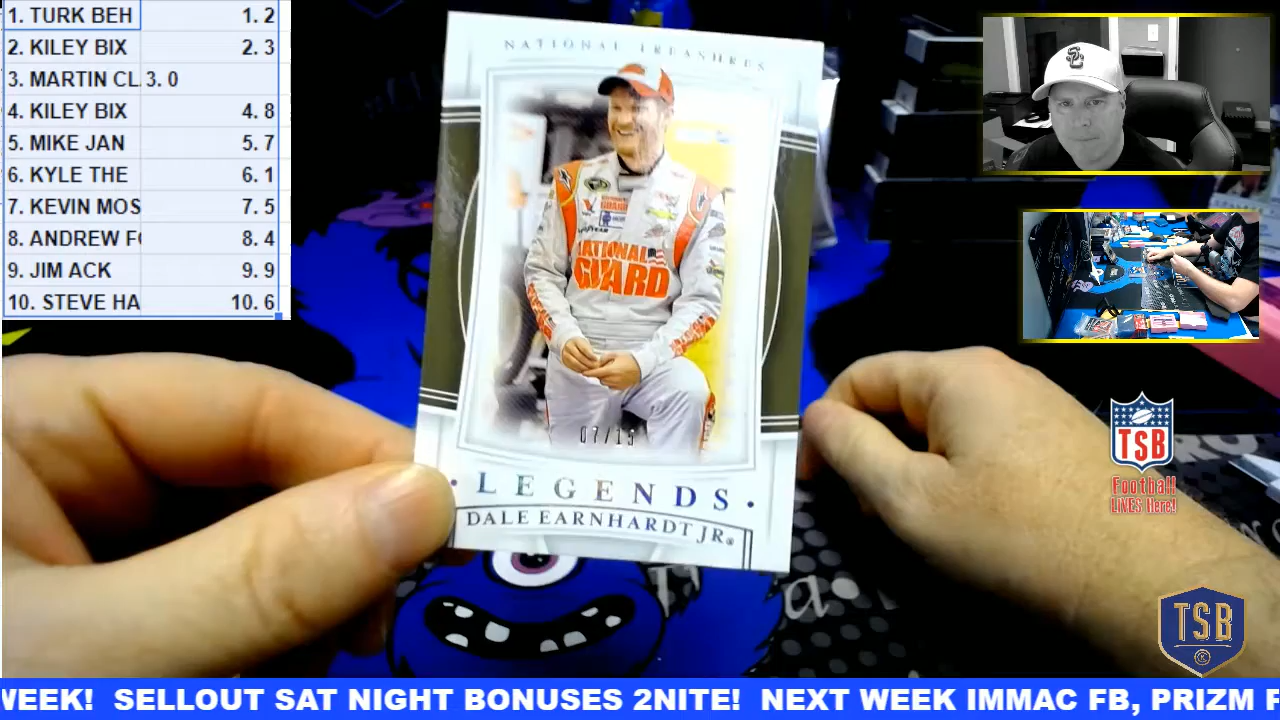 1. TURK BEH 1. 2
2. KILEY BIX 2. 3
3. MARTIN CL 3. 0
4. KILEY BIX 4. 8
5. MIKE JAN 5. 7
6. KYLE THE 6. 1
7. KEVIN MOS 7. 5
8. ANDREW F 8. 4
9. JIM ACK 9. 9
10. STEVE HA 10. 6
NATIONAL TREASURES
NATIONAL
GUARD
07/15
LEGENDS
DALE EARNHARDT JR®
SC
TSB
Football
LIVES Here!
a
TSB
WEEK! SELLOUT SAT NIGHT BONUSES 2NITE! NEXT WEEK IMMAC FB, PRIZM F